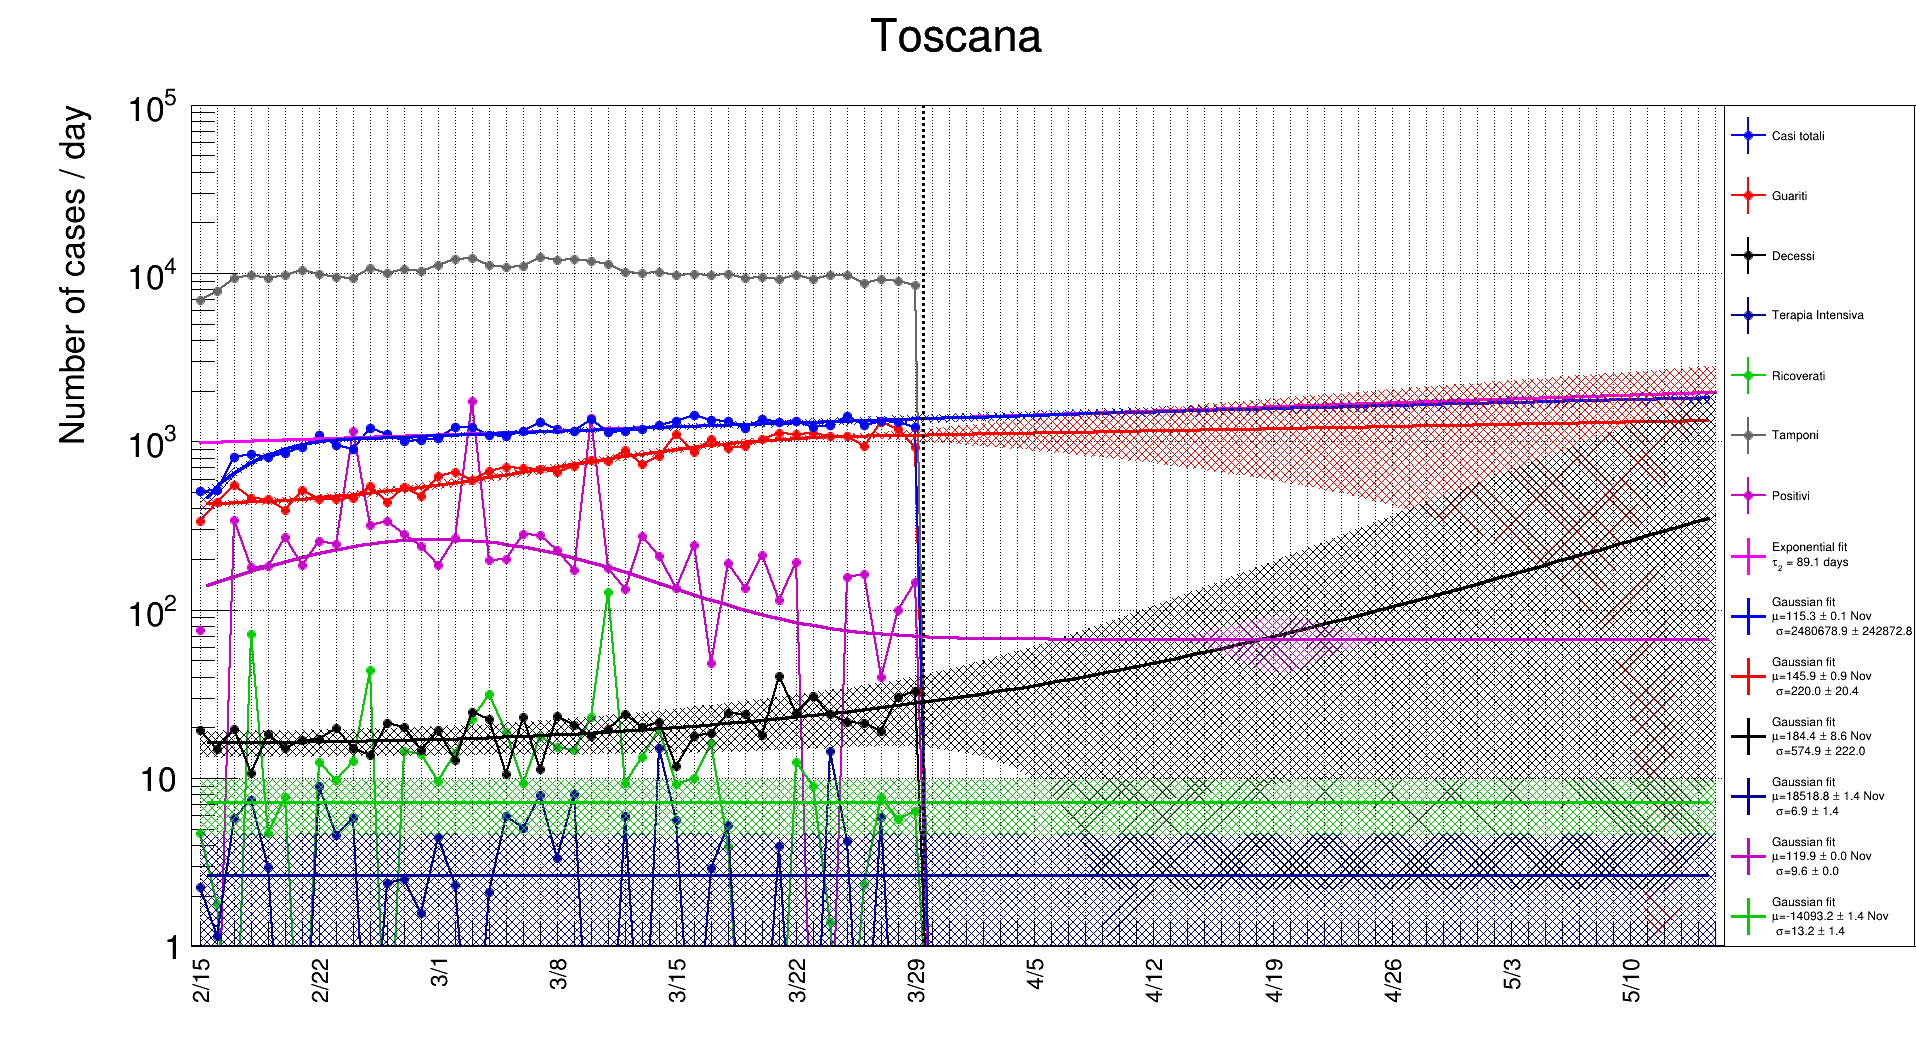 Toscana
Number of cases / day
10^5
10^4
10^3
10^2
10
1
2/15
2/22
3/1
3/8
3/15
3/22
3/29
4/5
4/12
4/19
4/26
5/3
5/10
Casi totali
Guariti
Decessi
Terapia Intensiva
Ricoverati
Tamponi
Positivi
Exponential fit
τ₂ = 89.1 days
Gaussian fit
μ=115.3 ± 0.1 Nov
σ=2480678.9 ± 242872.8
Gaussian fit
μ=145.9 ± 0.9 Nov
σ=220.0 ± 20.4
Gaussian fit
μ=184.4 ± 8.6 Nov
σ=574.9 ± 222.0
Gaussian fit
μ=18518.8 ± 1.4 Nov
σ=6.9 ± 1.4
Gaussian fit
μ=119.9 ± 0.0 Nov
σ=9.6 ± 0.0
Gaussian fit
μ=-14093.2 ± 1.4 Nov
σ=13.2 ± 1.4